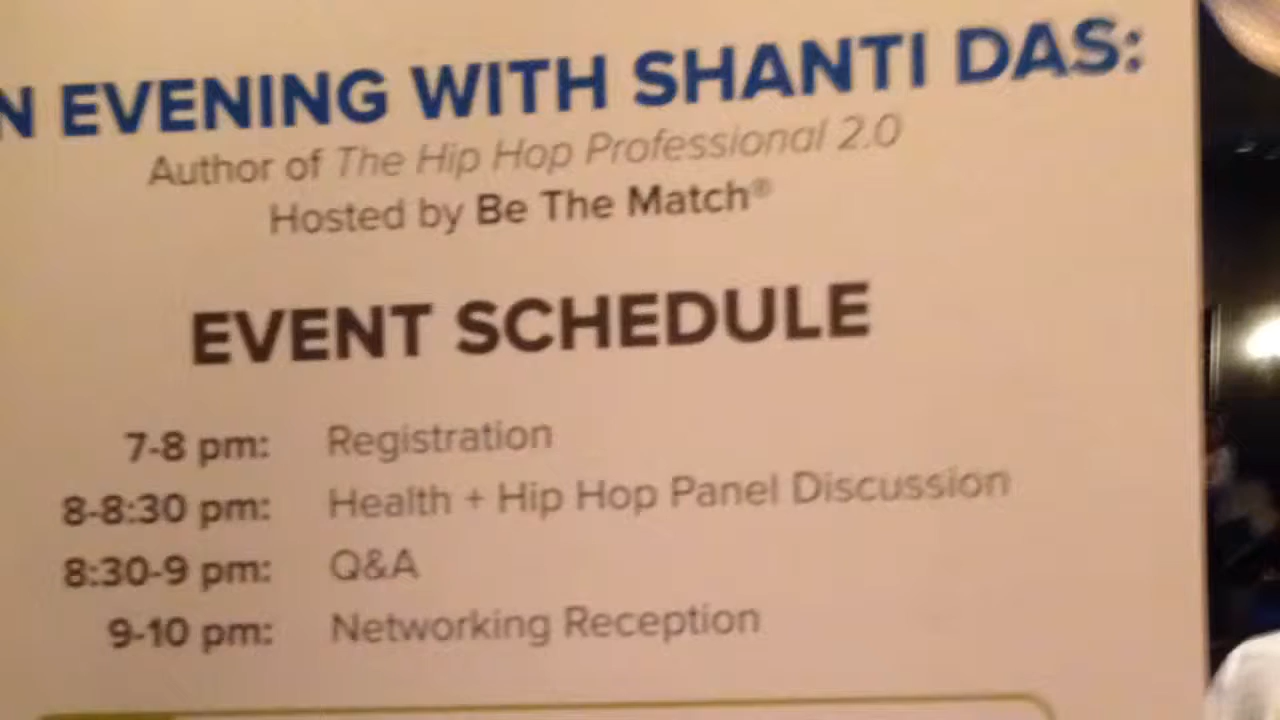 N EVENING WITH SHANTI DAS:
Author of The Hip Hop Professional 2.0
Hosted by Be The Match®
EVENT SCHEDULE
7-8 pm: Registration
8-8:30 pm: Health + Hip Hop Panel Discussion
8:30-9 pm: Q&A
9-10 pm: Networking Reception